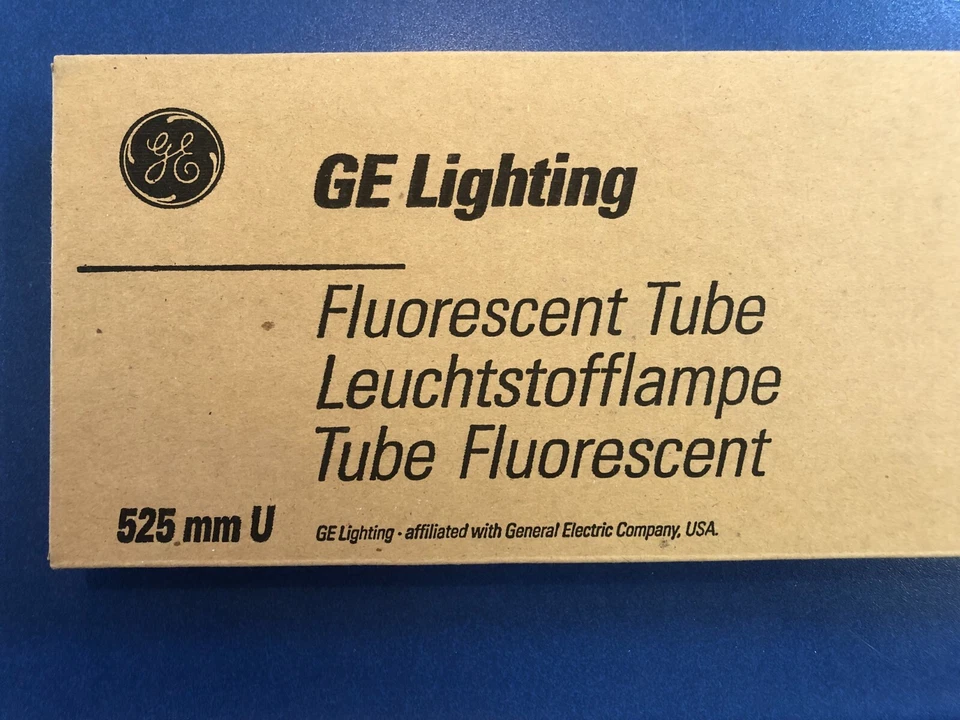 GE
GE Lighting
Fluorescent Tube
Leuchtstofflampe
Tube Fluorescent
525 mm U
GE Lighting · affiliated with General Electric Company, USA.